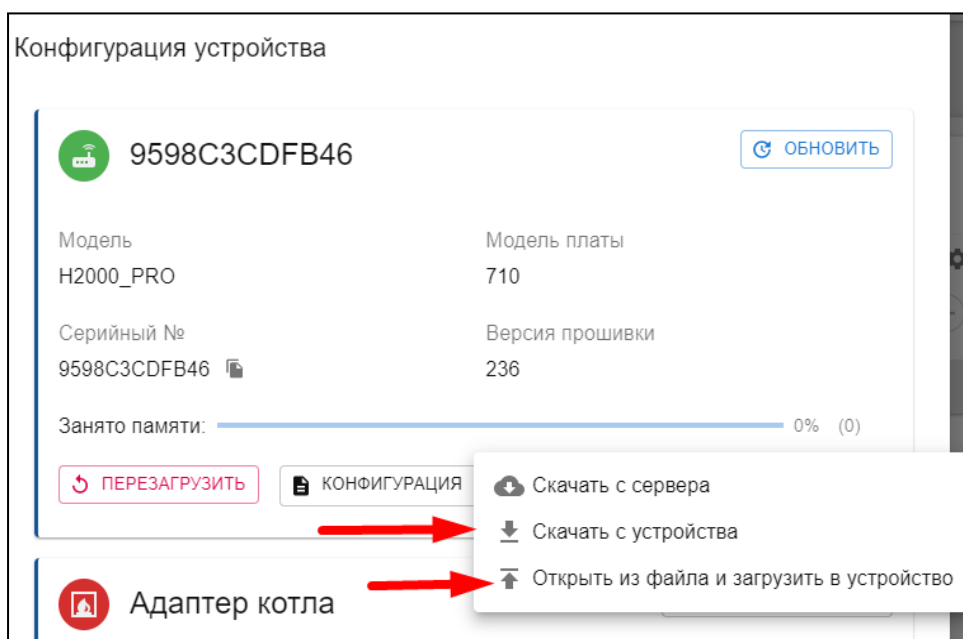 Конфигурация устройства
9598C3CDFB46
ОБНОВИТЬ
Модель
Модель платы
H2000_PRO
710
Серийный №
Версия прошивки
9598C3CDFB46
236
Занято памяти:
0% (0)
ПЕРЕЗАГРУЗИТЬ
КОНФИГУРАЦИЯ
Скачать с сервера
Скачать с устройства
Открыть из файла и загрузить в устройство
Адаптер котла